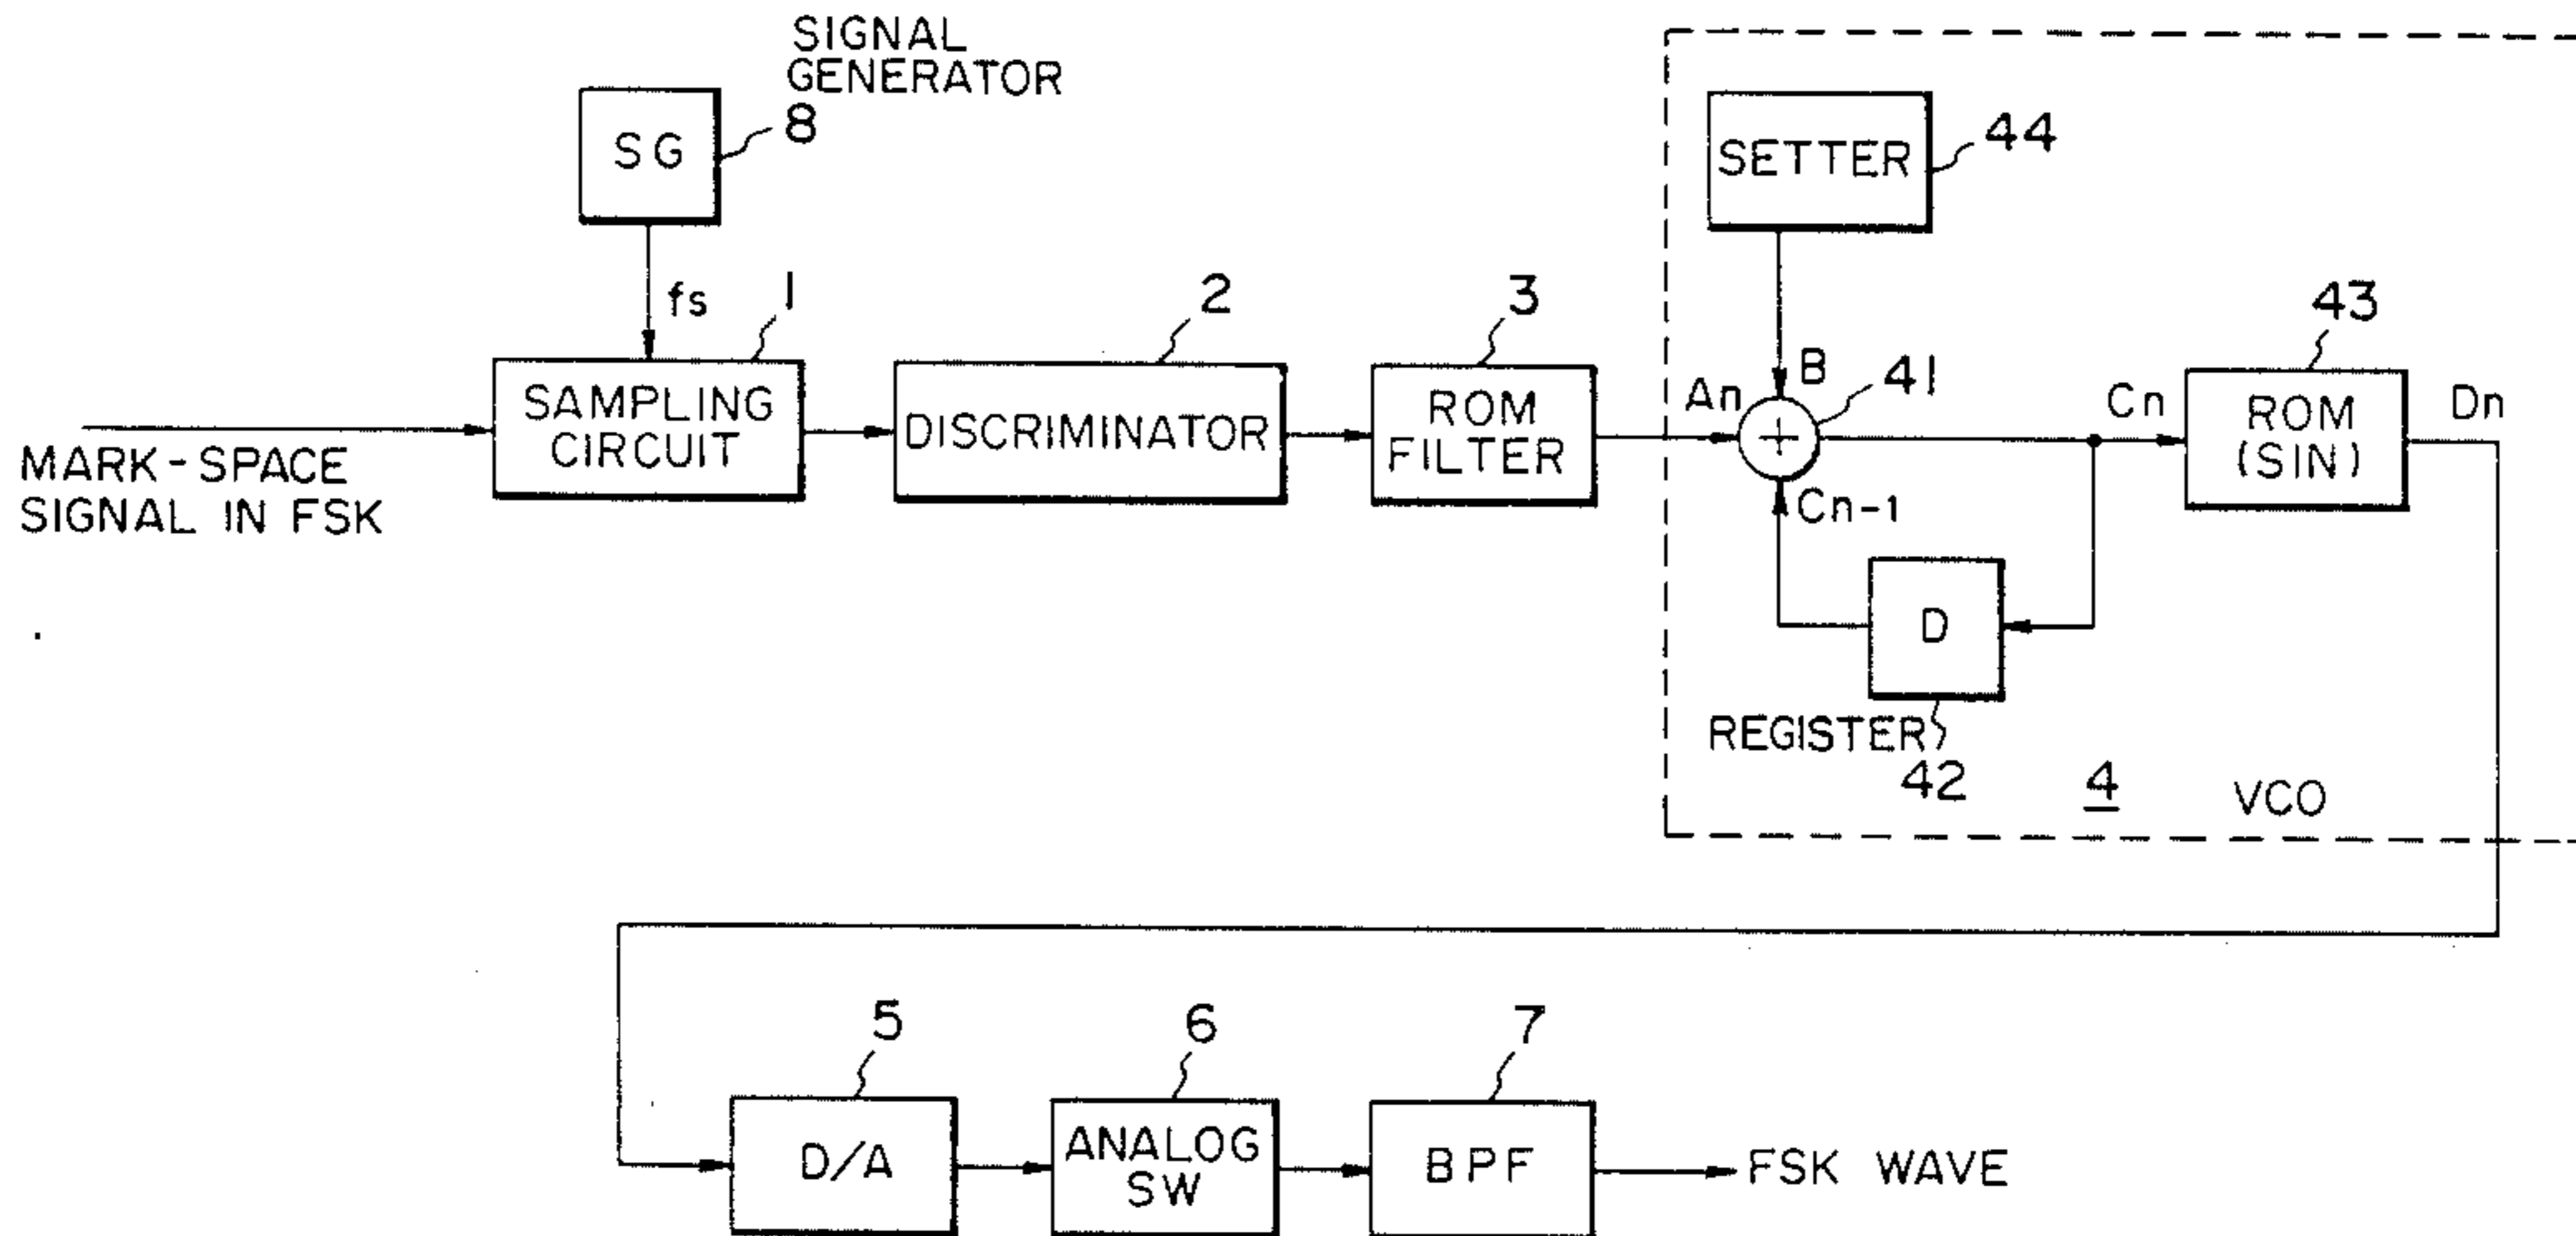 SIGNAL
GENERATOR
8
SG
fs
1
2
3
SETTER
44
43
MARK-SPACE
SIGNAL IN FSK
SAMPLING
CIRCUIT
DISCRIMINATOR
ROM
FILTER
An
B
41
+
Cn
ROM
(SIN)
Dn
Cn-1
D
REGISTER
42
4
VCO
5
6
7
D/A
ANALOG
SW
BPF
FSK WAVE